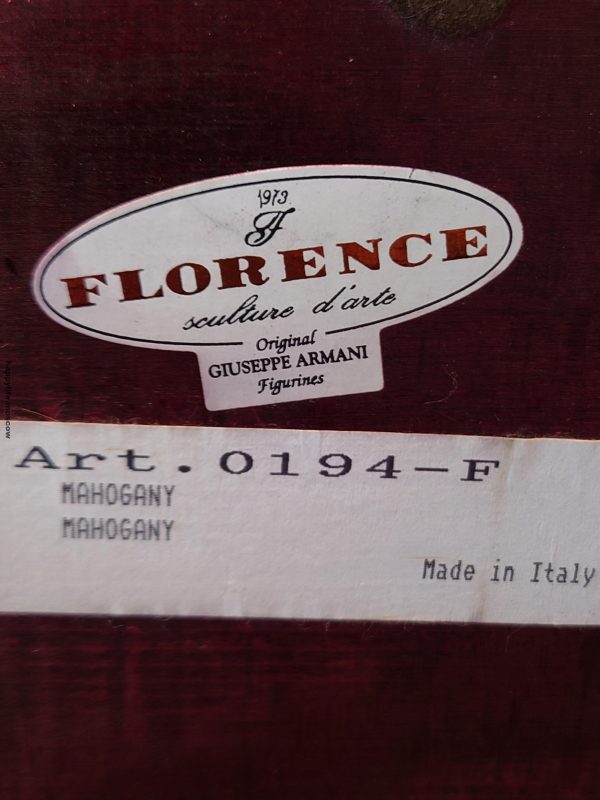 1973
F
FLORENCE
sculture d'arte
Original
GIUSEPPE ARMANI
Figurines
Art.0194-F
MAHOGANY
MAHOGANY
Made in Italy